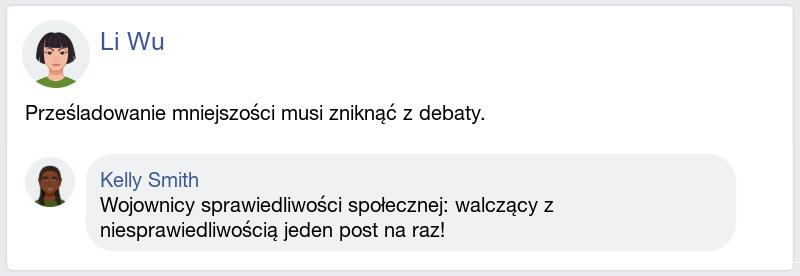 Li Wu
Prześladowanie mniejszości musi zniknąć z debaty.
Kelly Smith
Wojownicy sprawiedliwości społecznej: walczący z
niesprawiedliwością jeden post na raz!